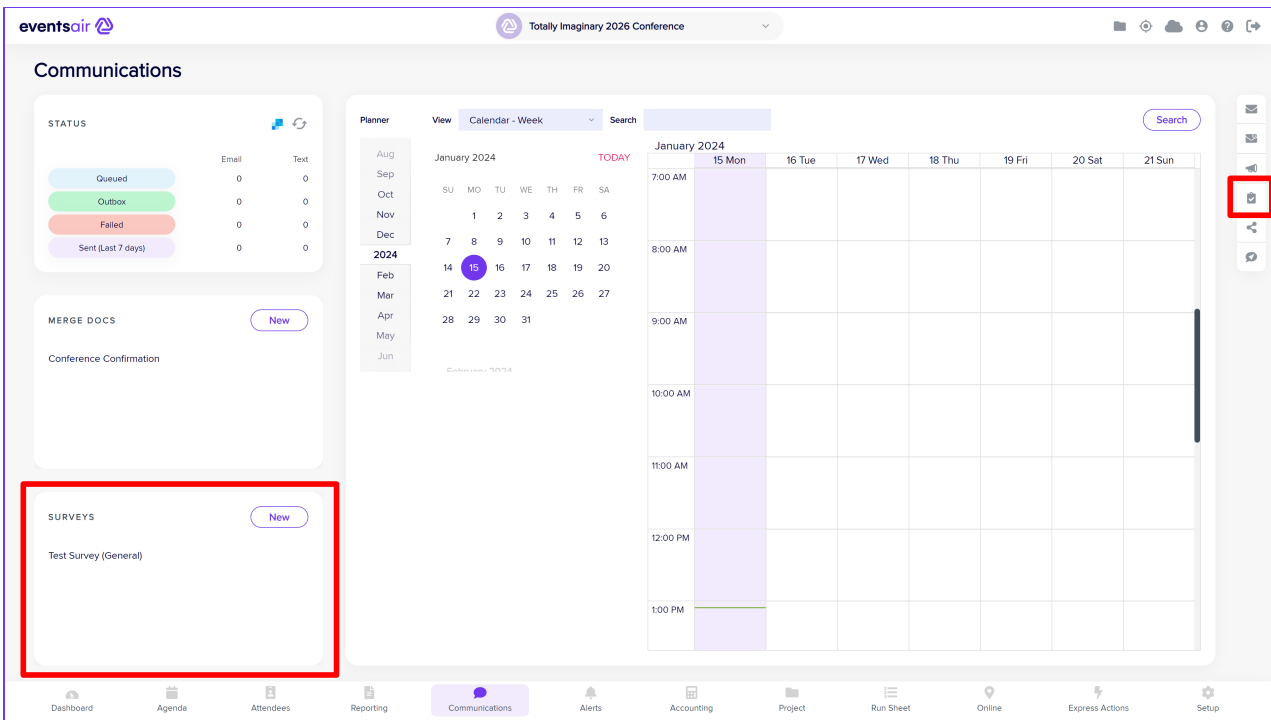 eventsair
Totally Imaginary 2026 Conference
Communications
STATUS
Email Text
Queued 0 0
Outbox 0 0
Failed 0 0
Sent (Last 7 days) 0 0
MERGE DOCS New
Conference Confirmation
SURVEYS New
Test Survey (General)
Planner View Calendar - Week Search Search
Aug
Sep
Oct
Nov
Dec
2024
Feb
Mar
Apr
May
Jun
January 2024 TODAY
SU MO TU WE TH FR SA
1 2 3 4 5 6
7 8 9 10 11 12 13
14 15 16 17 18 19 20
21 22 23 24 25 26 27
28 29 30 31
February 2024
January 2024
15 Mon 16 Tue 17 Wed 18 Thu 19 Fri 20 Sat 21 Sun
7:00 AM
8:00 AM
9:00 AM
10:00 AM
11:00 AM
12:00 PM
1:00 PM
Dashboard Agenda Attendees Reporting Communications Alerts Accounting Project Run Sheet Online Express Actions Setup